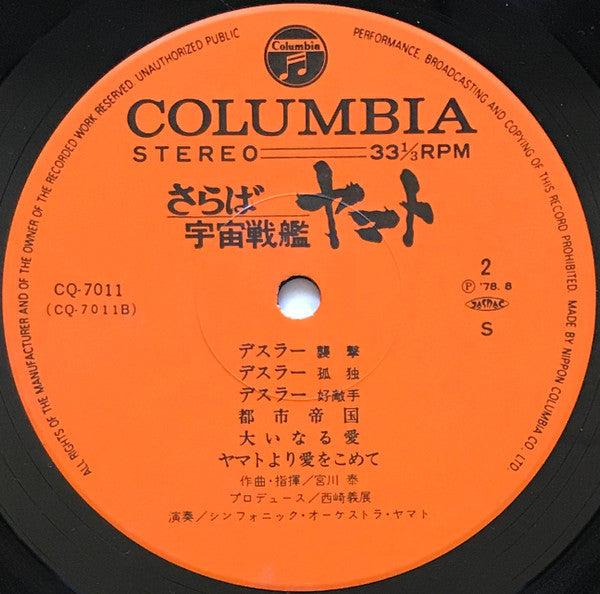 ALL RIGHTS OF THE MANUFACTURER AND OF THE OWNER OF THE RECORDED WORK RESERVED. UNAUTHORIZED PUBLIC PERFORMANCE, BROADCASTING AND COPYING OF THIS RECORD PROHIBITED. MADE BY NIPPON COLUMBIA CO. LTD.
Columbia
COLUMBIA
STEREO 33 1/3 RPM
さらば
宇宙戦艦 ヤマト
CQ-7011
(CQ-7011B)
2
Ⓟ '78. 8
JASRAC
S
デスラー 襲撃
デスラー 孤独
デスラー 好敵手
都市帝国
大いなる愛
ヤマトより愛をこめて
作曲・指揮/宮川 泰
プロデュース/西崎義展
演奏/シンフォニック・オーケストラ・ヤマト